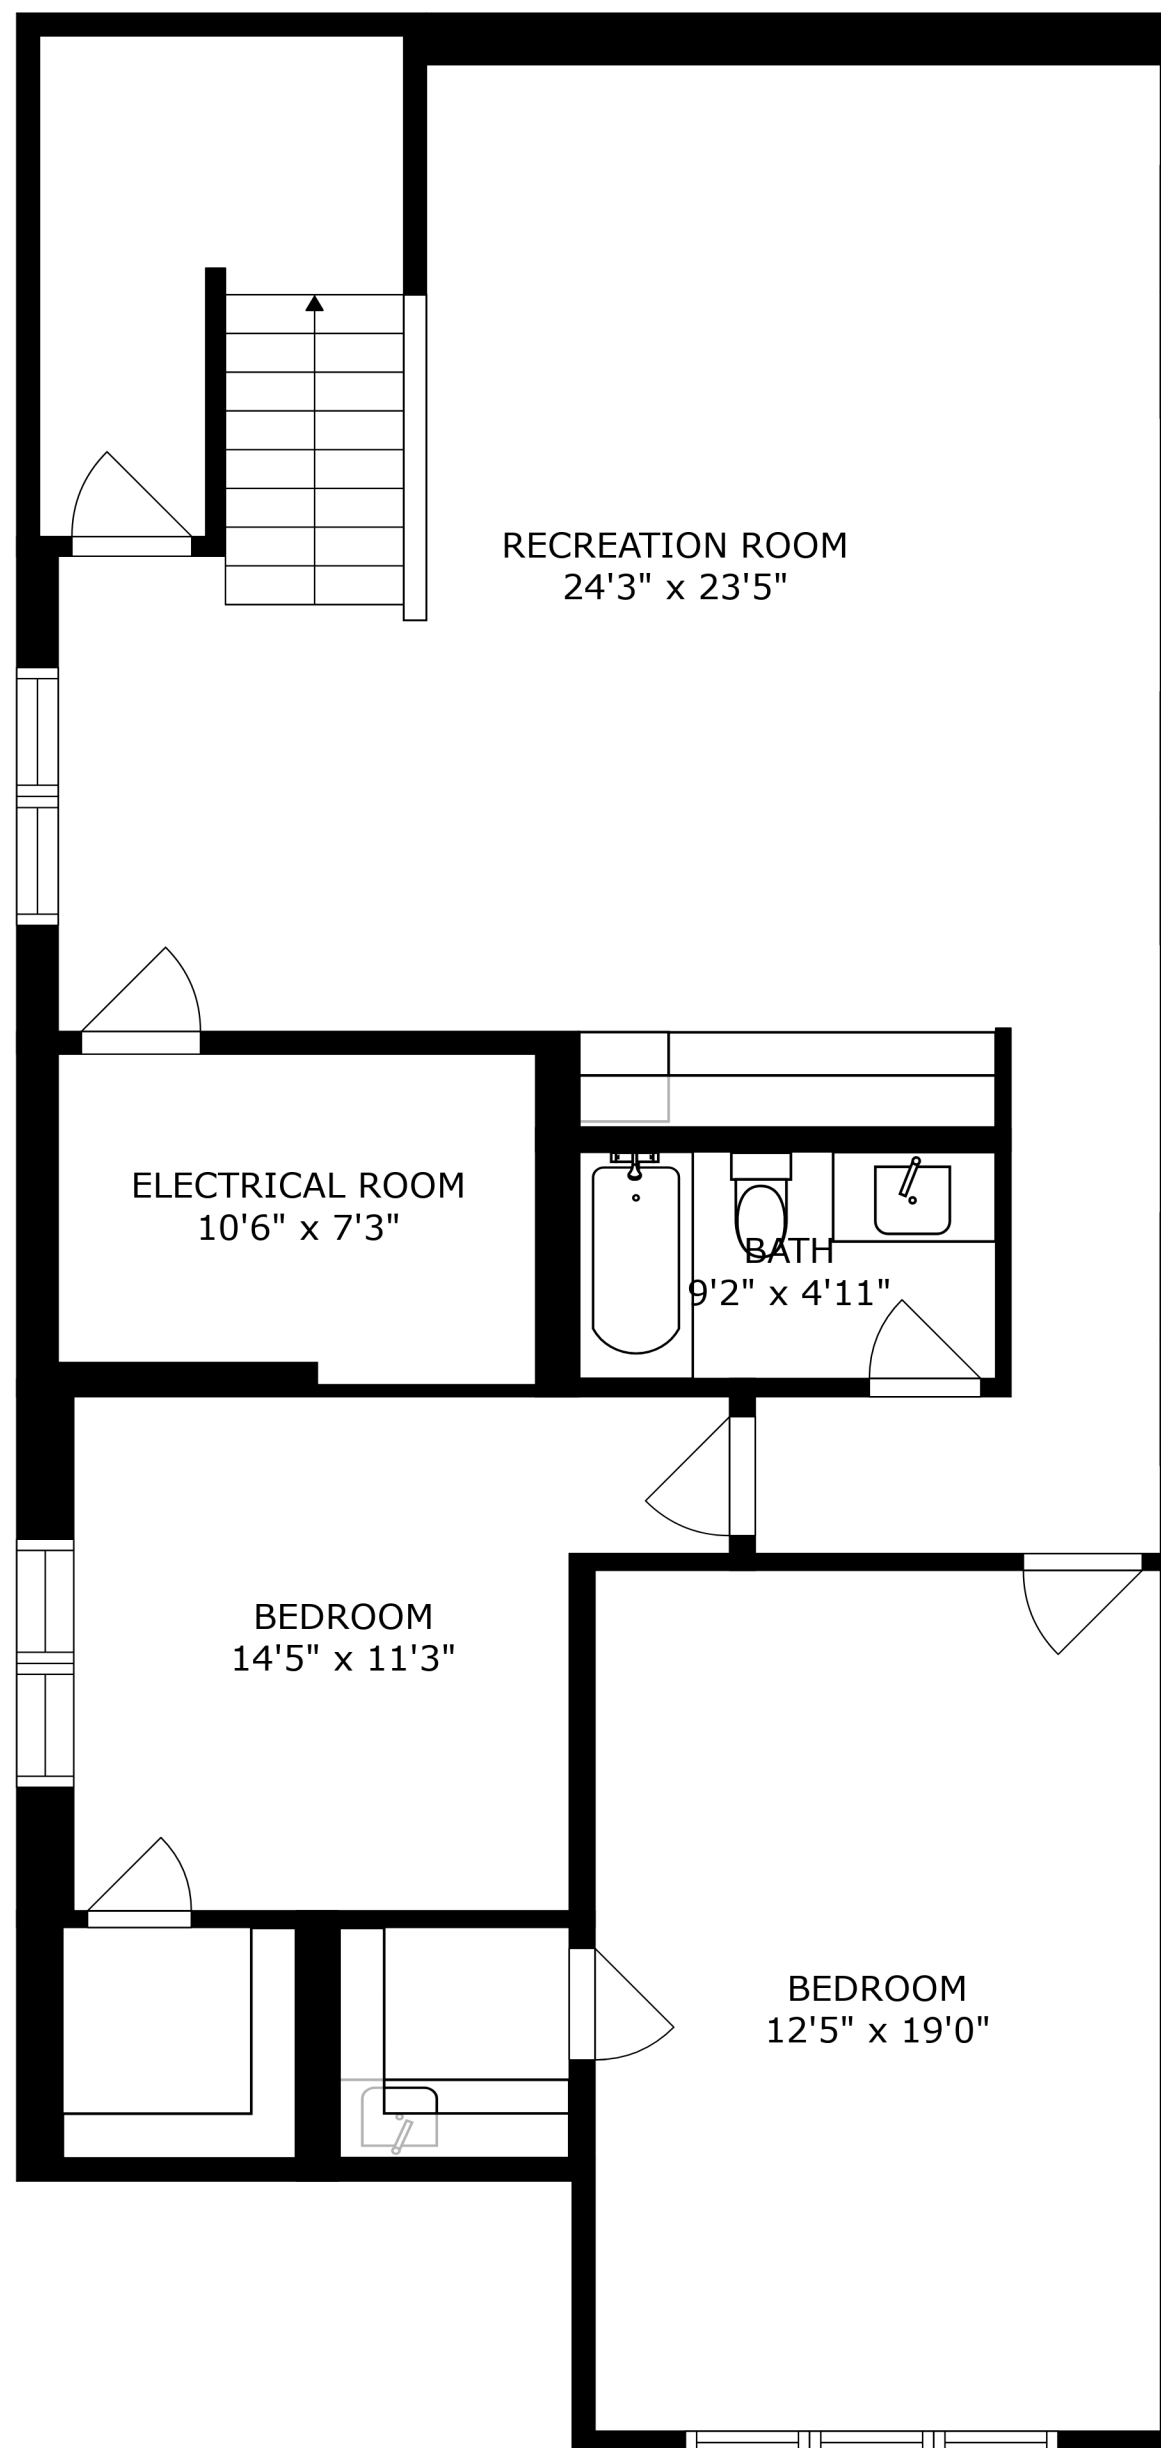 RECREATION ROOM
24'3" x 23'5"
ELECTRICAL ROOM
10'6" x 7'3"
BATH
9'2" x 4'11"
BEDROOM
14'5" x 11'3"
BEDROOM
12'5" x 19'0"